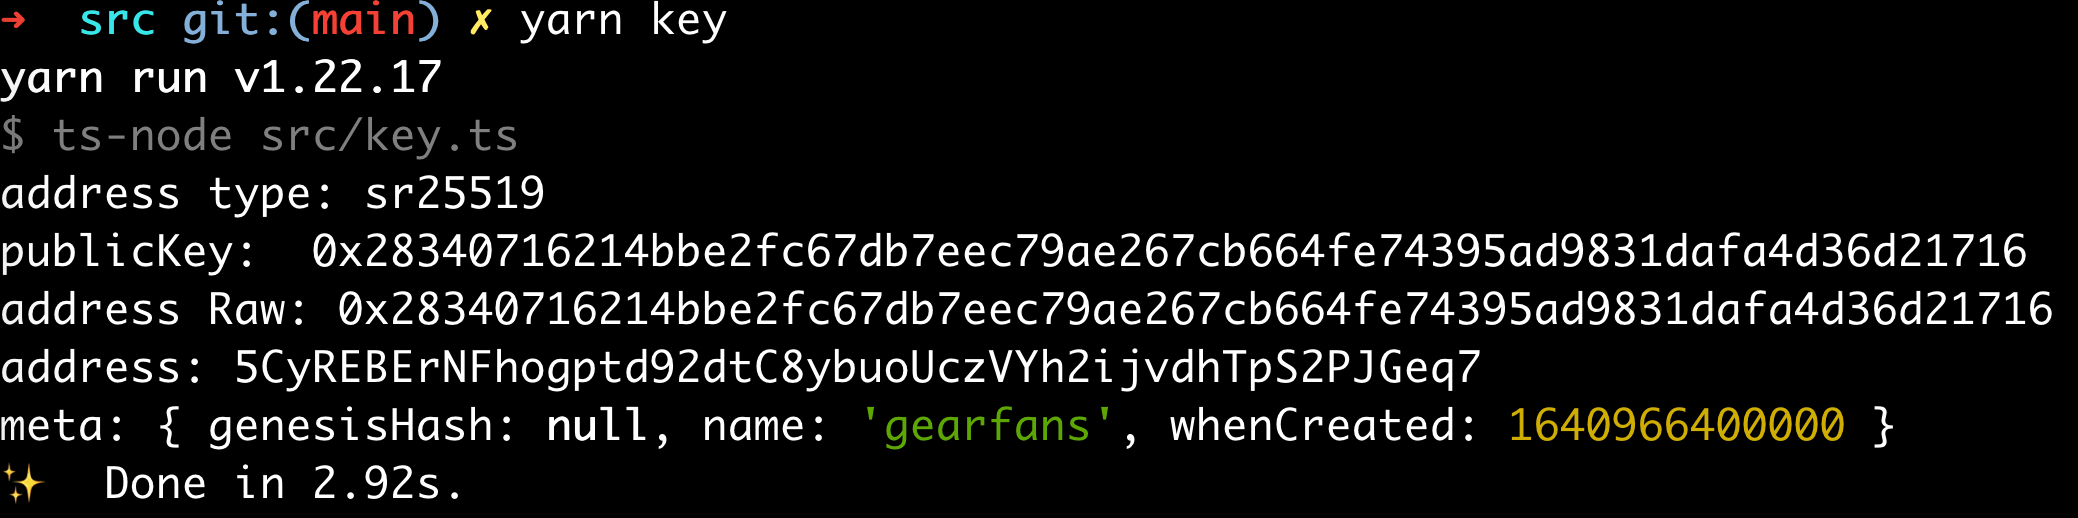 ➜  src git:(main) ✗ yarn key
yarn run v1.22.17
$ ts-node src/key.ts
address type: sr25519
publicKey:  0x28340716214bbe2fc67db7eec79ae267cb664fe74395ad9831dafa4d36d21716
address Raw: 0x28340716214bbe2fc67db7eec79ae267cb664fe74395ad9831dafa4d36d21716
address: 5CyREBErNFhogptd92dtC8ybuoUczVYh2ijvdhTpS2PJGeq7
meta: { genesisHash: null, name: 'gearfans', whenCreated: 1640966400000 }
✨  Done in 2.92s.